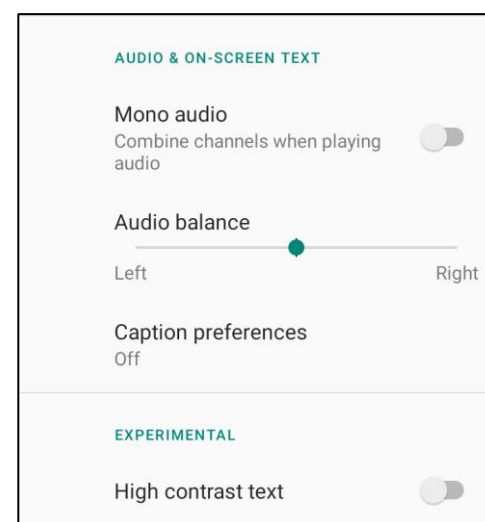 AUDIO & ON-SCREEN TEXT
Mono audio
Combine channels when playing
audio
Audio balance
Left Right
Caption preferences
Off
EXPERIMENTAL
High contrast text